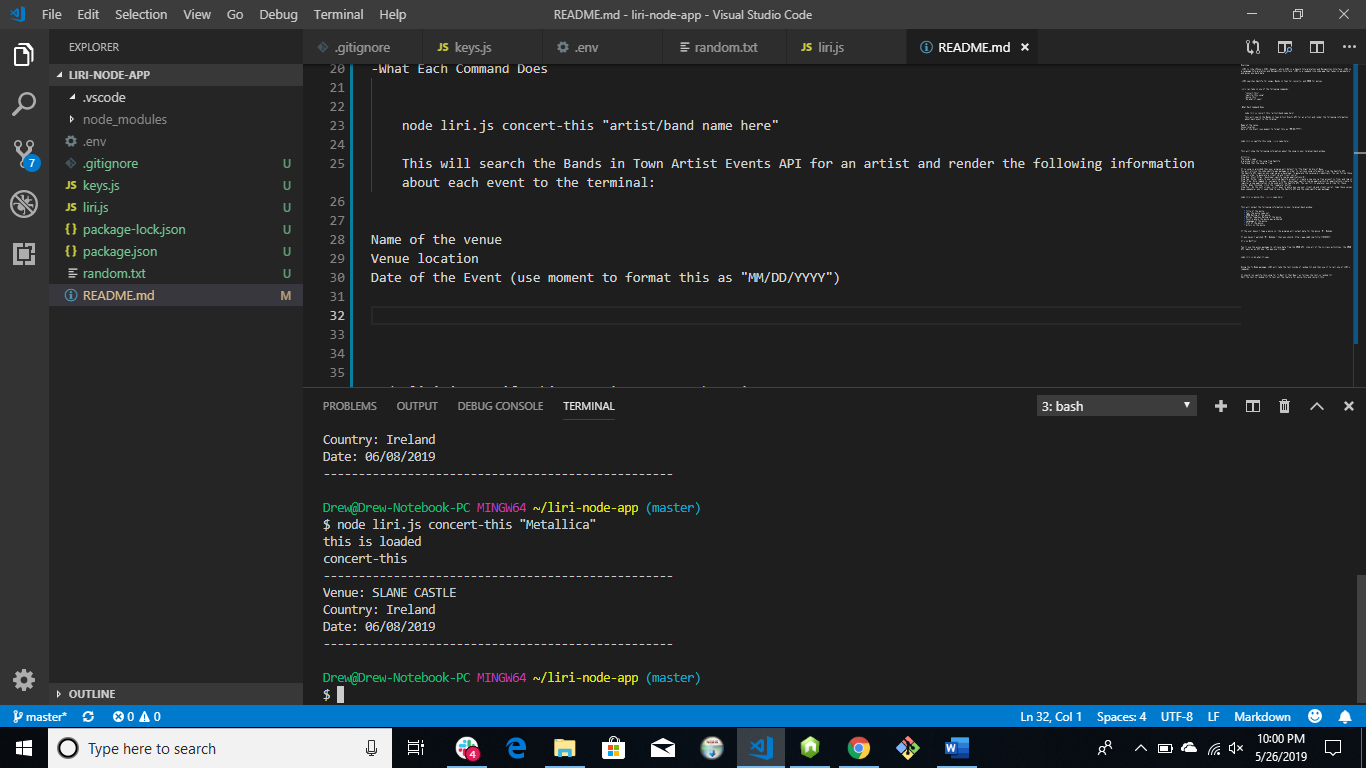 File Edit Selection View Go Debug Terminal Help
README.md - liri-node-app - Visual Studio Code
EXPLORER
LIRI-NODE-APP
.vscode
node_modules
.env
.gitignore U
keys.js U
liri.js U
package-lock.json U
package.json U
random.txt U
README.md M
OUTLINE
.gitignore JS keys.js .env random.txt JS liri.js README.md
20 -What Each Command Does
21
22
23 node liri.js concert-this "artist/band name here"
24
25 This will search the Bands in Town Artist Events API for an artist and render the following information
about each event to the terminal:
26
27
28 Name of the venue
29 Venue location
30 Date of the Event (use moment to format this as "MM/DD/YYYY")
31
32
33
34
35
PROBLEMS OUTPUT DEBUG CONSOLE TERMINAL
3: bash
Country: Ireland
Date: 06/08/2019
--------------------------------------------------
Drew@Drew-Notebook-PC MINGW64 ~/liri-node-app (master)
$ node liri.js concert-this "Metallica"
this is loaded
concert-this
--------------------------------------------------
Venue: SLANE CASTLE
Country: Ireland
Date: 06/08/2019
--------------------------------------------------
Drew@Drew-Notebook-PC MINGW64 ~/liri-node-app (master)
$
7
master* 0 0
Ln 32, Col 1 Spaces: 4 UTF-8 LF Markdown
Type here to search
4
10:00 PM
5/26/2019